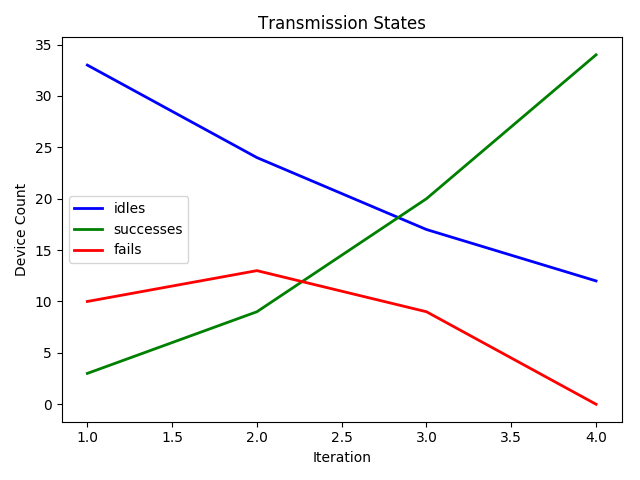 Transmission States
35
30
25
20
15
10
5
0
Device Count
idles
successes
fails
1.0 1.5 2.0 2.5 3.0 3.5 4.0
Iteration